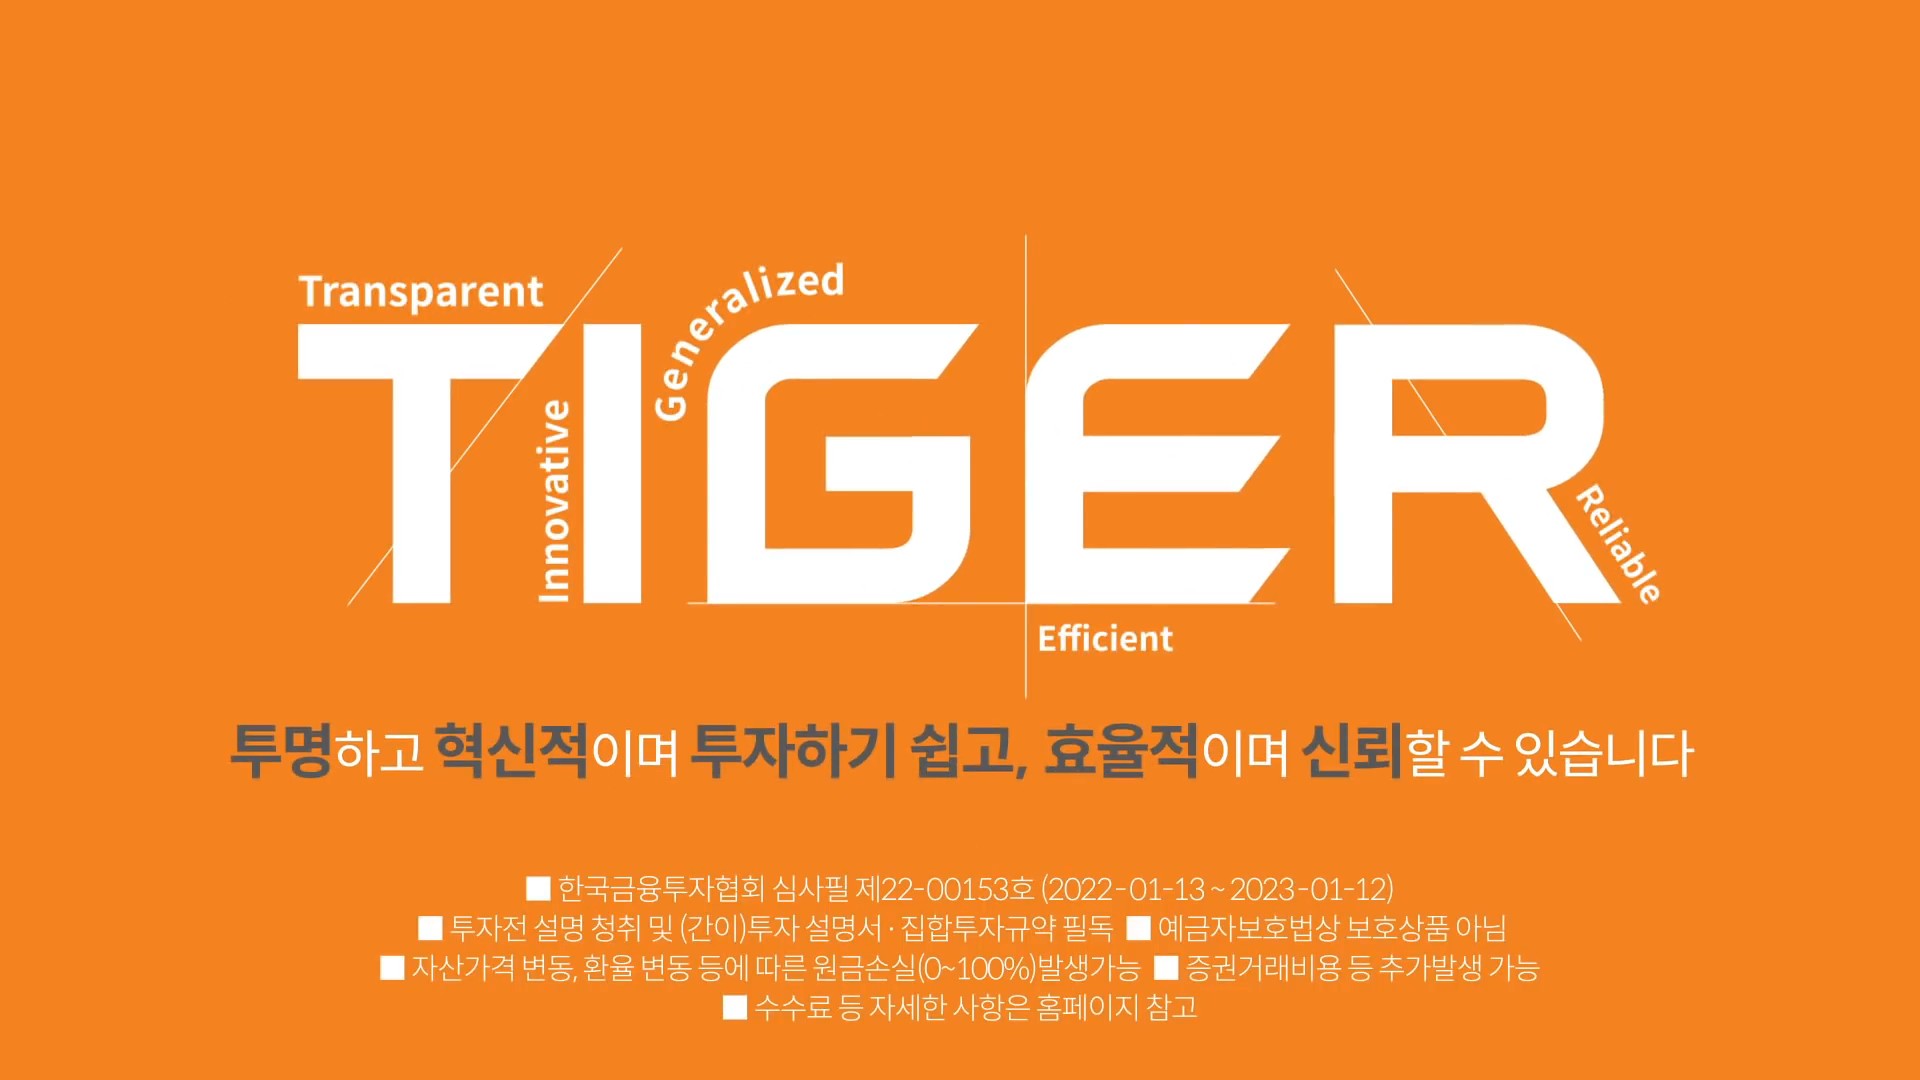 Transparent
Innovative
Generalized
TIGER
Reliable
Efficient
투명하고 혁신적이며 투자하기 쉽고, 효율적이며 신뢰할 수 있습니다
■ 한국금융투자협회 심사필 제22-00153호 (2022-01-13 ~ 2023-01-12)
■ 투자전 설명 청취 및 (간이)투자 설명서 · 집합투자규약 필독 ■ 예금자보호법상 보호상품 아님
■ 자산가격 변동, 환율 변동 등에 따른 원금손실(0~100%)발생가능 ■ 증권거래비용 등 추가발생 가능
■ 수수료 등 자세한 사항은 홈페이지 참고